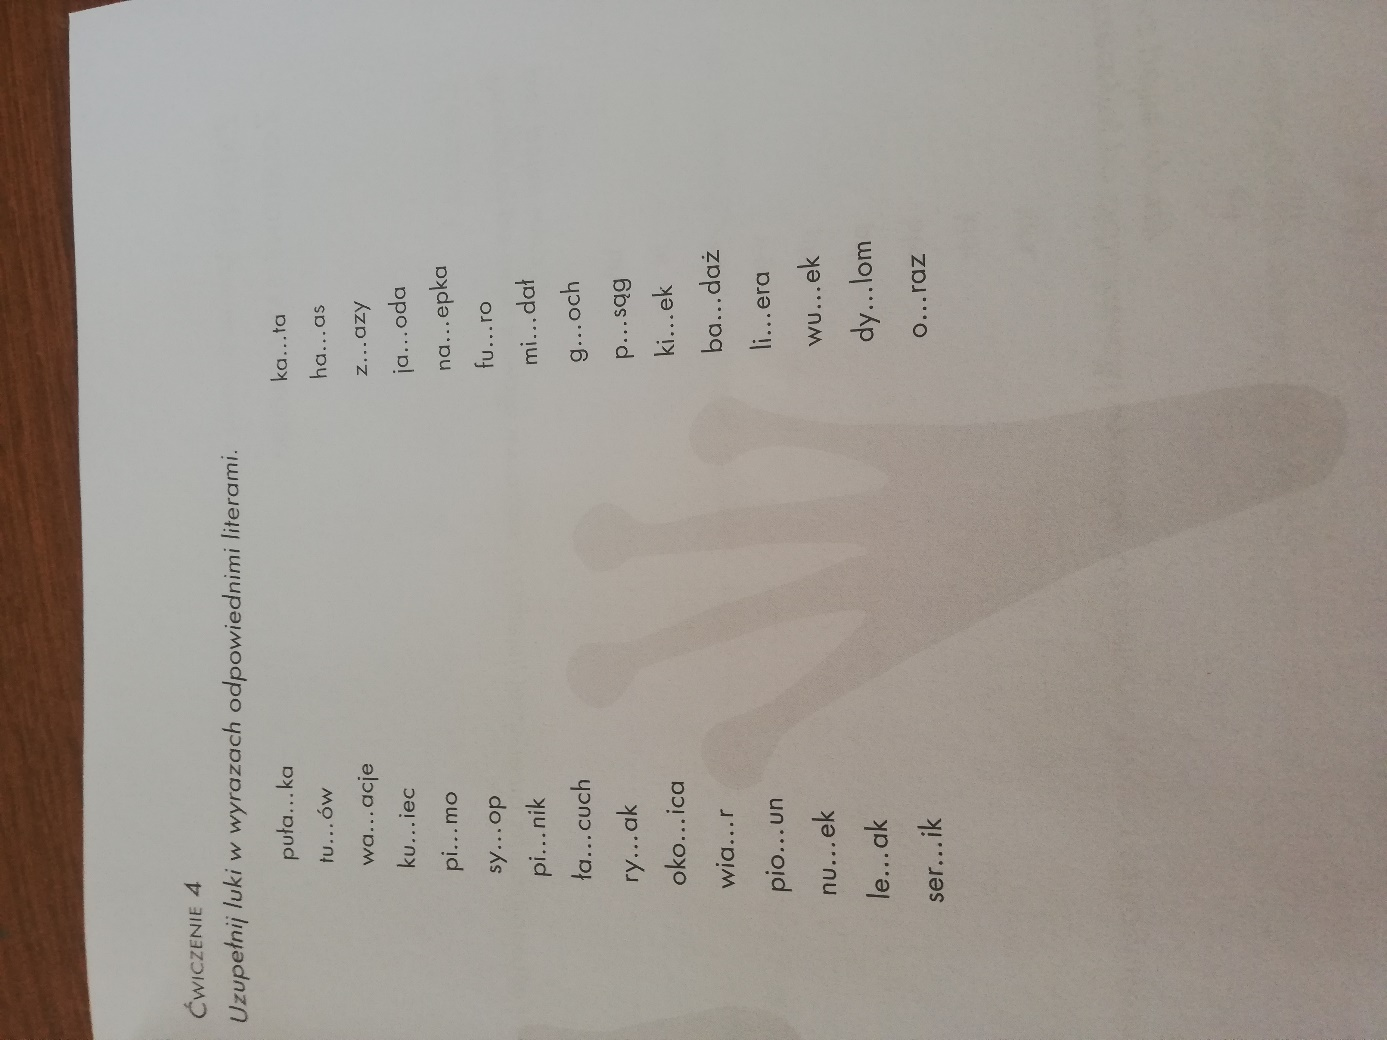 ĆWICZENIE 4
Uzupełnij luki w wyrazach odpowiednimi literami.
puła...ka
tu...ów
wa...acje
ku...iec
pi...mo
sy...op
pi...nik
ła...cuch
ry...ak
oko...ica
wia...r
pio...un
nu...ek
le...ak
ser...ik
ka...ta
ha...as
z...azy
ja...oda
na...epka
fu...ro
mi...dał
g...och
p...sąg
ki...ek
ba...daż
li...era
wu...ek
dy...lom
o...raz